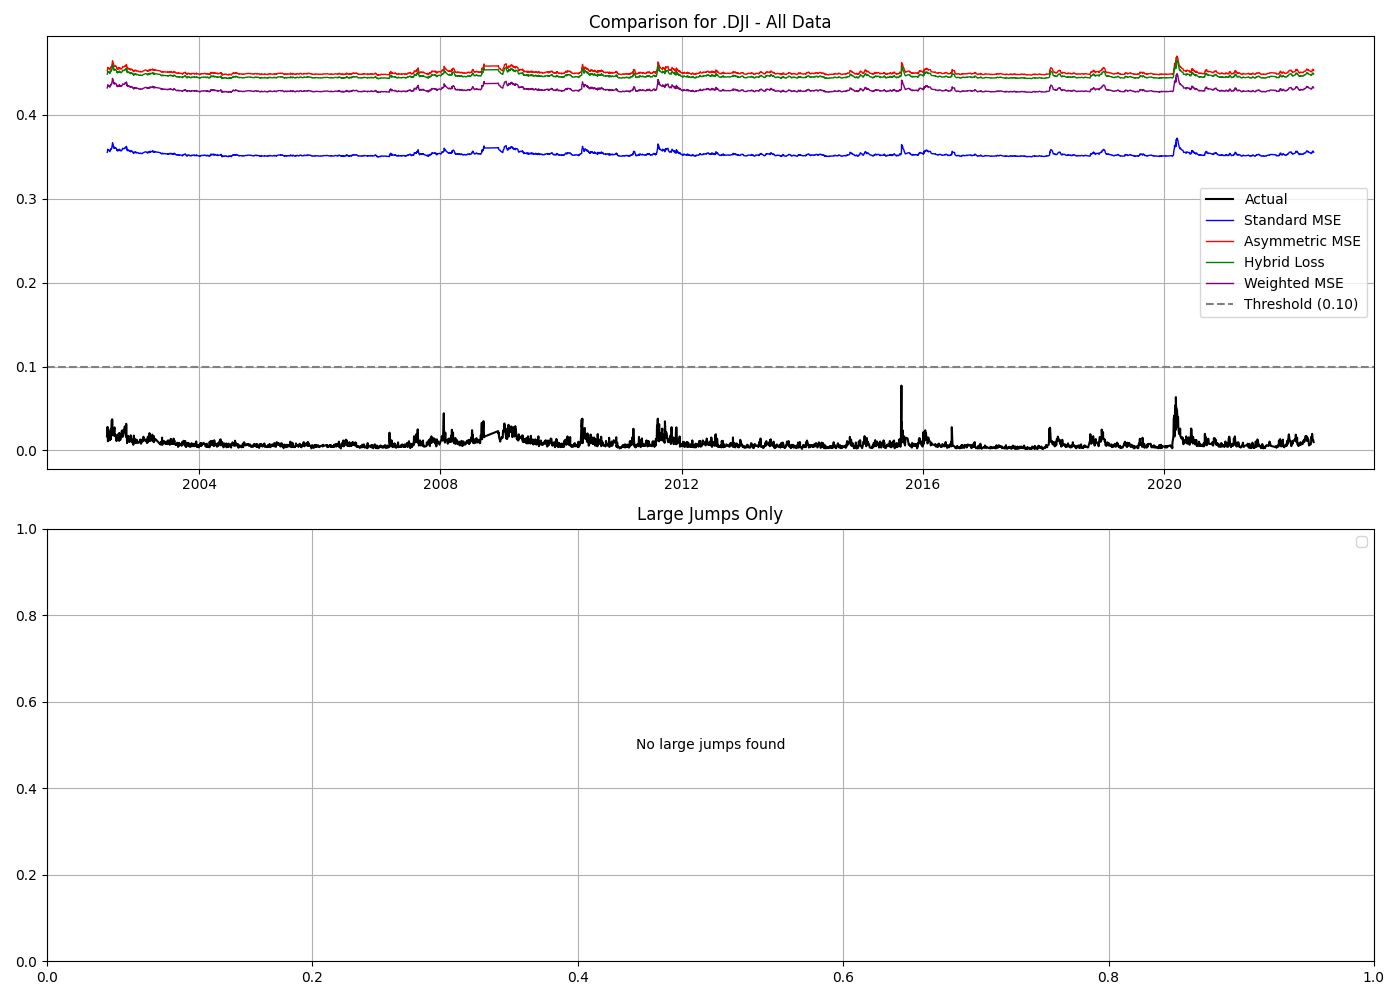 Comparison for .DJI - All Data
0.4
0.3
0.2
0.1
0.0
Actual
Standard MSE
Asymmetric MSE
Hybrid Loss
Weighted MSE
Threshold (0.10)
2004
2008
2012
2016
2020
Large Jumps Only
1.0
0.8
0.6
0.4
0.2
0.0
No large jumps found
0.0
0.2
0.4
0.6
0.8
1.0